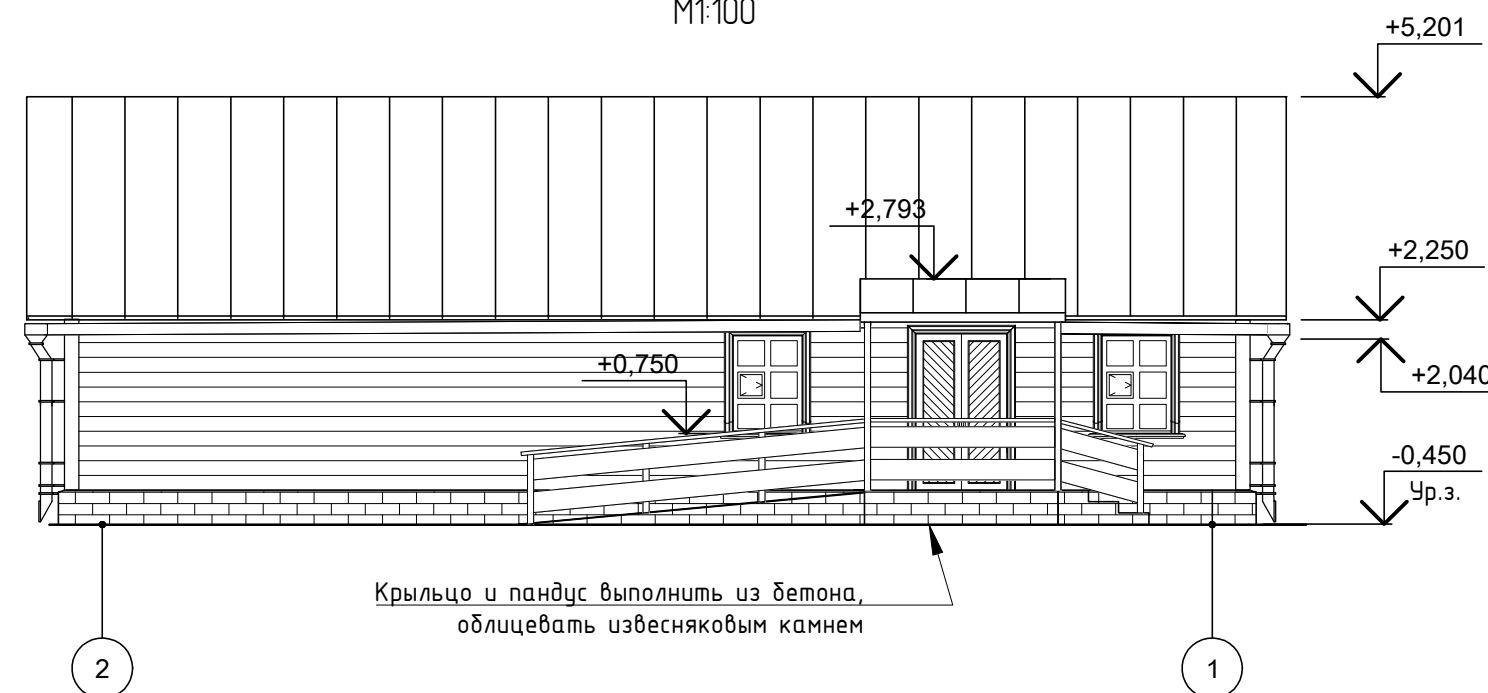 М1:100
+5,201
+2,793
+2,250
+0,750
+2,040
-0,450
Ур.з.
Крыльцо и пандус выполнить из бетона,
облицевать извесняковым камнем
2
1